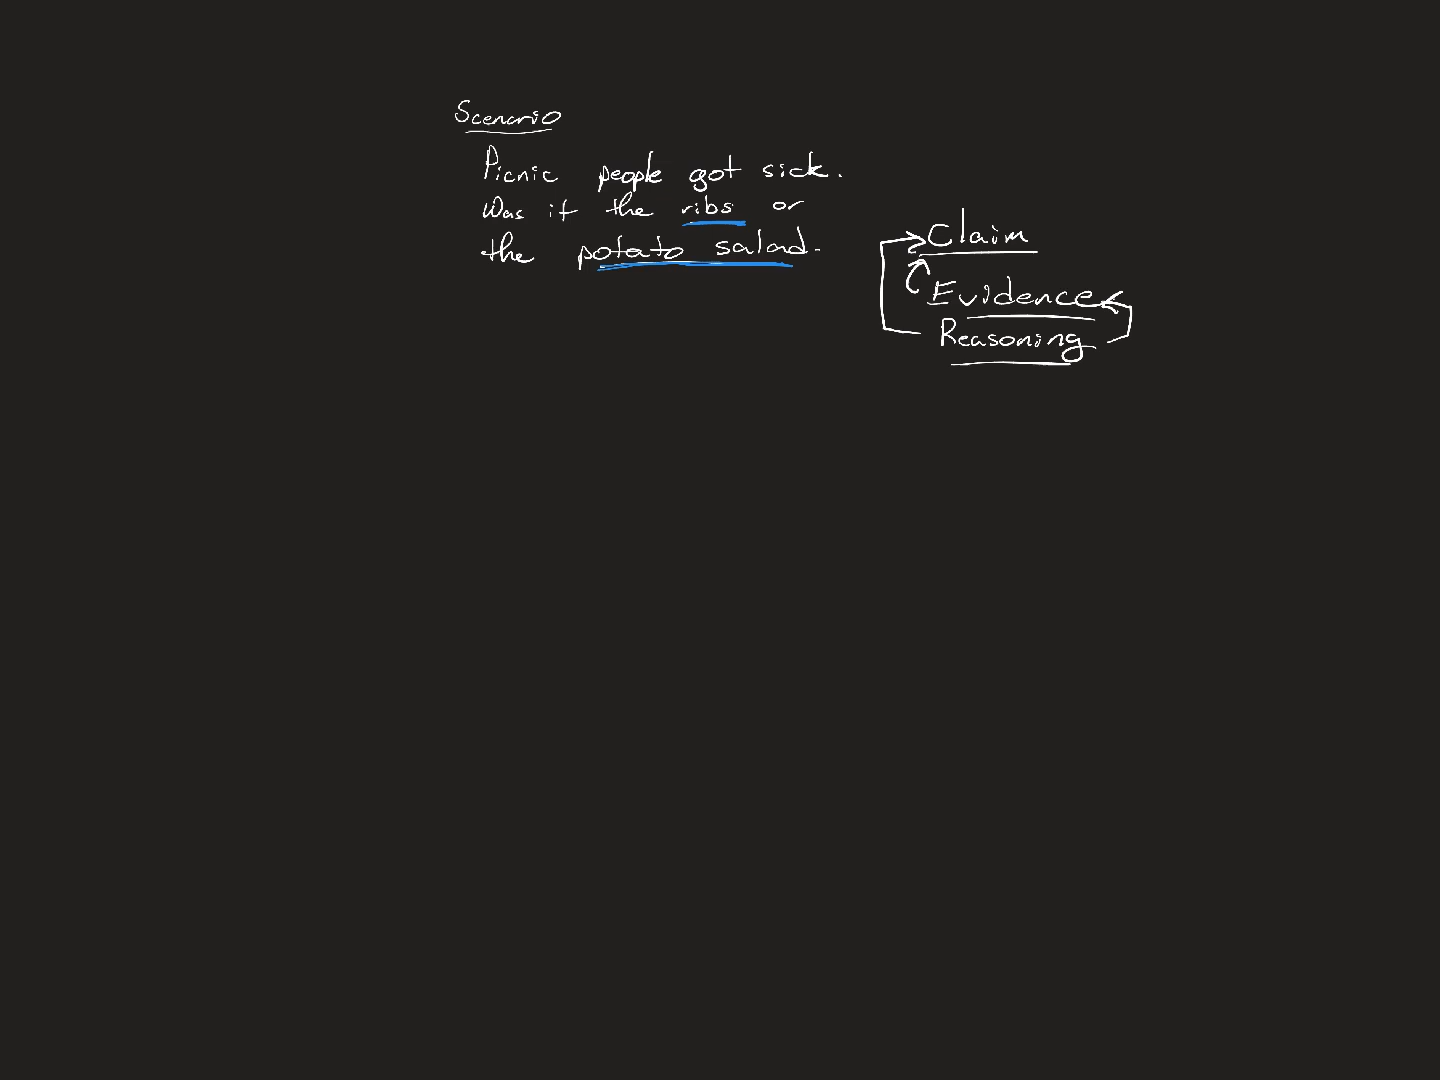 Scenario
Picnic people got sick.
Was it the ribs or
the potato salad.
Claim
Evidence
Reasoning